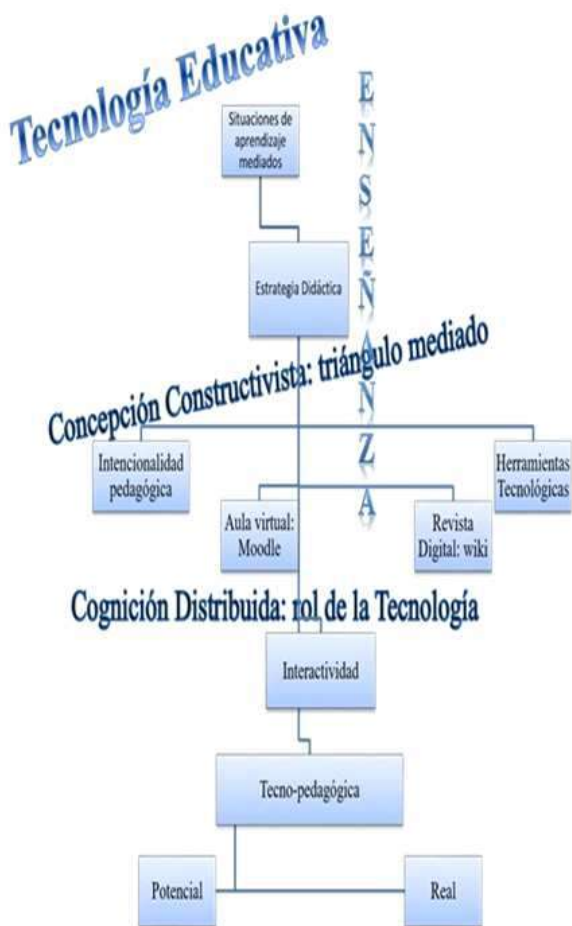 Tecnología Educativa
Situaciones de
aprendizaje
mediados
ENSEÑANZA
Estrategia Didáctica
Concepción Constructivista: triángulo mediado
Intencionalidad
pedagógica
Herramientas
Tecnológicas
Aula virtual:
Moodle
Revista
Digital: wiki
Cognición Distribuida: rol de la Tecnología
Interactividad
Tecno-pedagógica
Potencial
Real